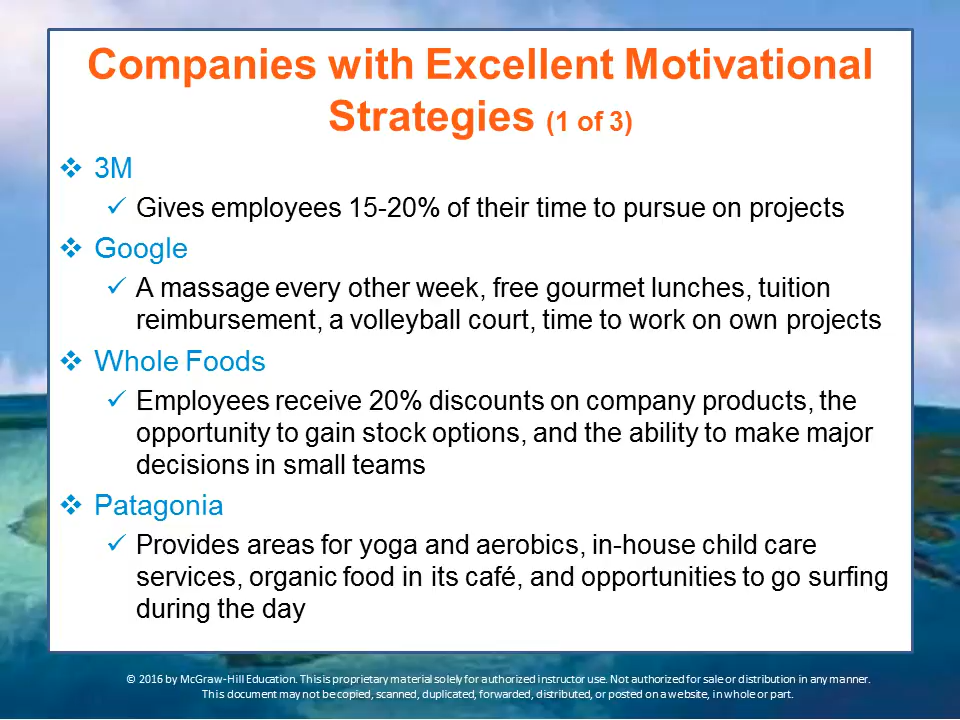 Companies with Excellent Motivational
Strategies (1 of 3)
3M
Gives employees 15-20% of their time to pursue on projects
Google
A massage every other week, free gourmet lunches, tuition
reimbursement, a volleyball court, time to work on own projects
Whole Foods
Employees receive 20% discounts on company products, the
opportunity to gain stock options, and the ability to make major
decisions in small teams
Patagonia
Provides areas for yoga and aerobics, in-house child care
services, organic food in its café, and opportunities to go surfing
during the day
© 2016 by McGraw-Hill Education. This is proprietary material solely for authorized instructor use. Not authorized for sale or distribution in any manner.
This document may not be copied, scanned, duplicated, forwarded, distributed, or posted on a website, in whole or part.